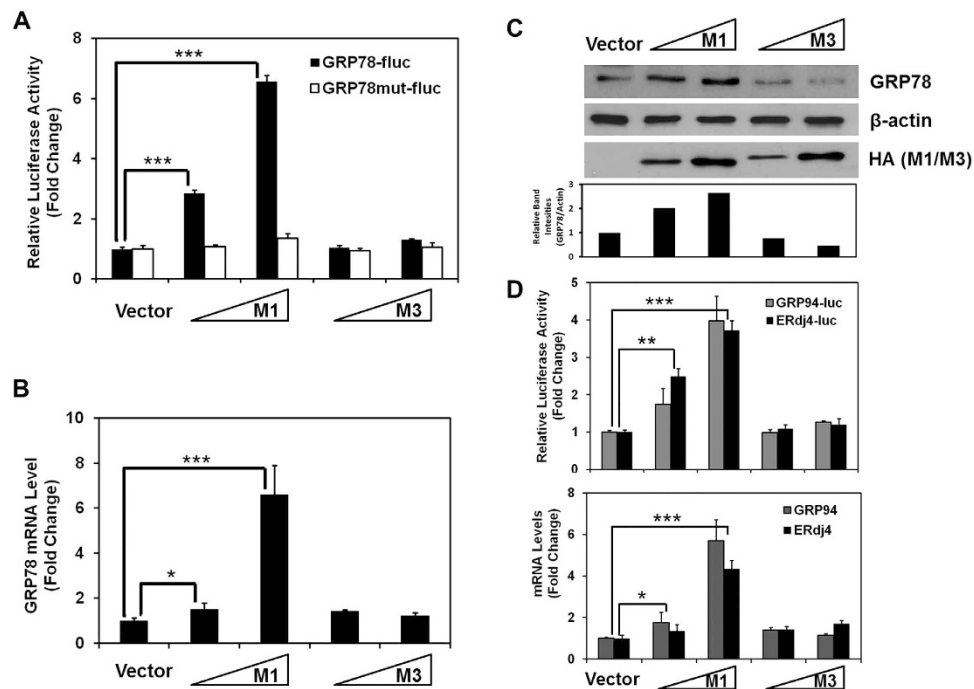 A
Relative Luciferase Activity
(Fold Change)
8
6
4
2
0
***
***
GRP78-fluc
GRP78mut-fluc
Vector
M1
M3
B
GRP78 mRNA Level
(Fold Change)
10
8
6
4
2
0
***
*
Vector
M1
M3
C
Vector
M1
M3
GRP78
β-actin
HA (M1/M3)
Relative Band
Intesities
(GRP78/Actin)
3
2
1
0
D
Relative Luciferase Activity
(Fold Change)
5
4
3
2
1
0
***
**
GRP94-luc
ERdj4-luc
mRNA Levels
(Fold Change)
8
6
4
2
0
***
*
GRP94
ERdj4
Vector
M1
M3